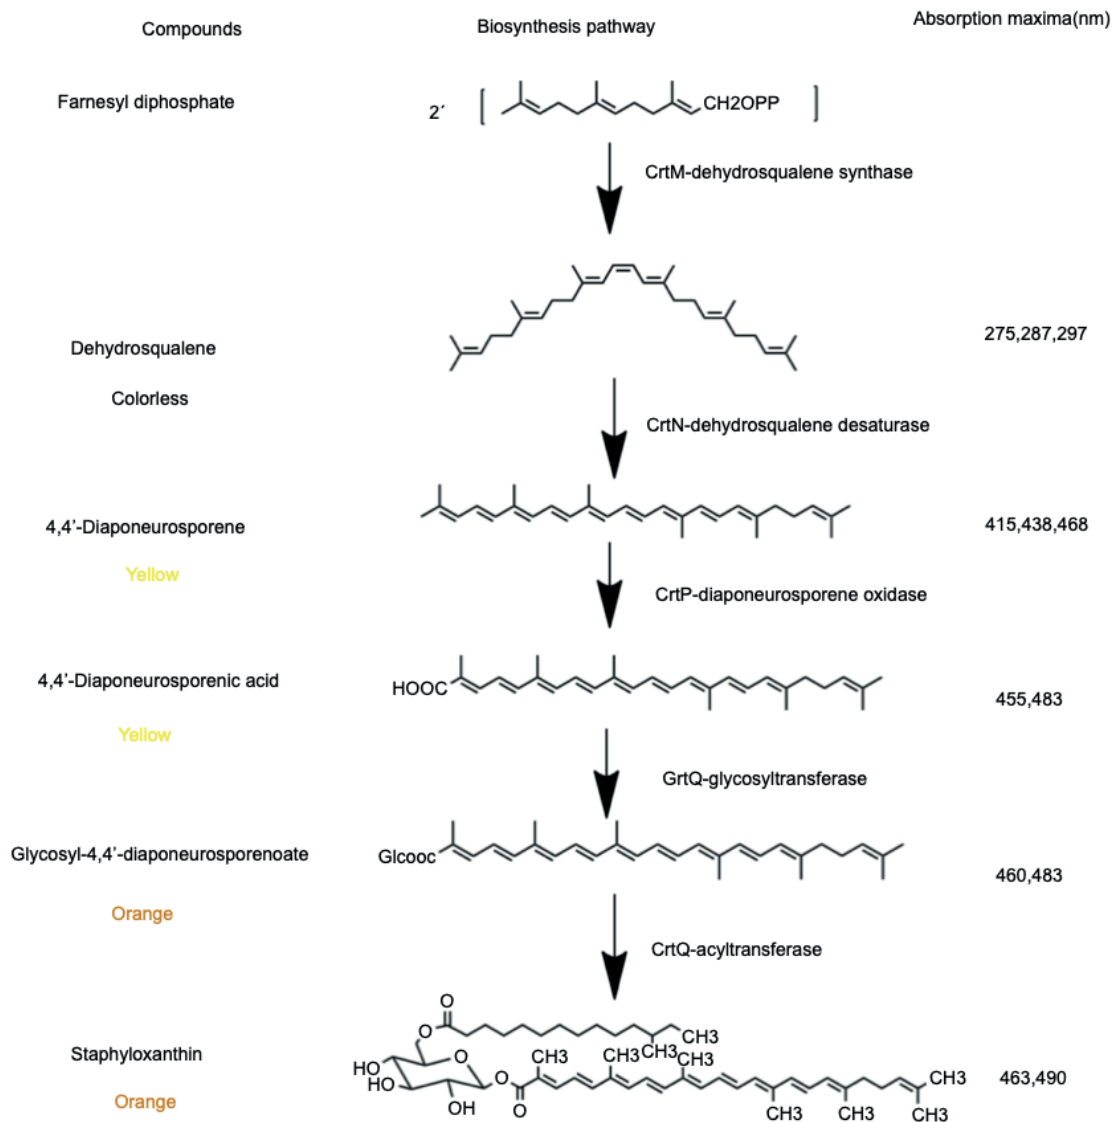 Compounds
Biosynthesis pathway
Absorption maxima(nm)
Farnesyl diphosphate
2´ [ CH2OPP ]
CrtM-dehydrosqualene synthase
Dehydrosqualene
275,287,297
Colorless
CrtN-dehydrosqualene desaturase
4,4’-Diaponeurosporene
415,438,468
Yellow
CrtP-diaponeurosporene oxidase
4,4’-Diaponeurosporenic acid
HOOC
455,483
Yellow
GrtQ-glycosyltransferase
Glycosyl-4,4’-diaponeurosporenoate
Glcooc
460,483
Orange
CrtQ-acyltransferase
Staphyloxanthin
O
O
CH3
CH3
CH3
CH3
CH3
HO
O
HO
O
OH
O
CH3
CH3
CH3
CH3
463,490
Orange